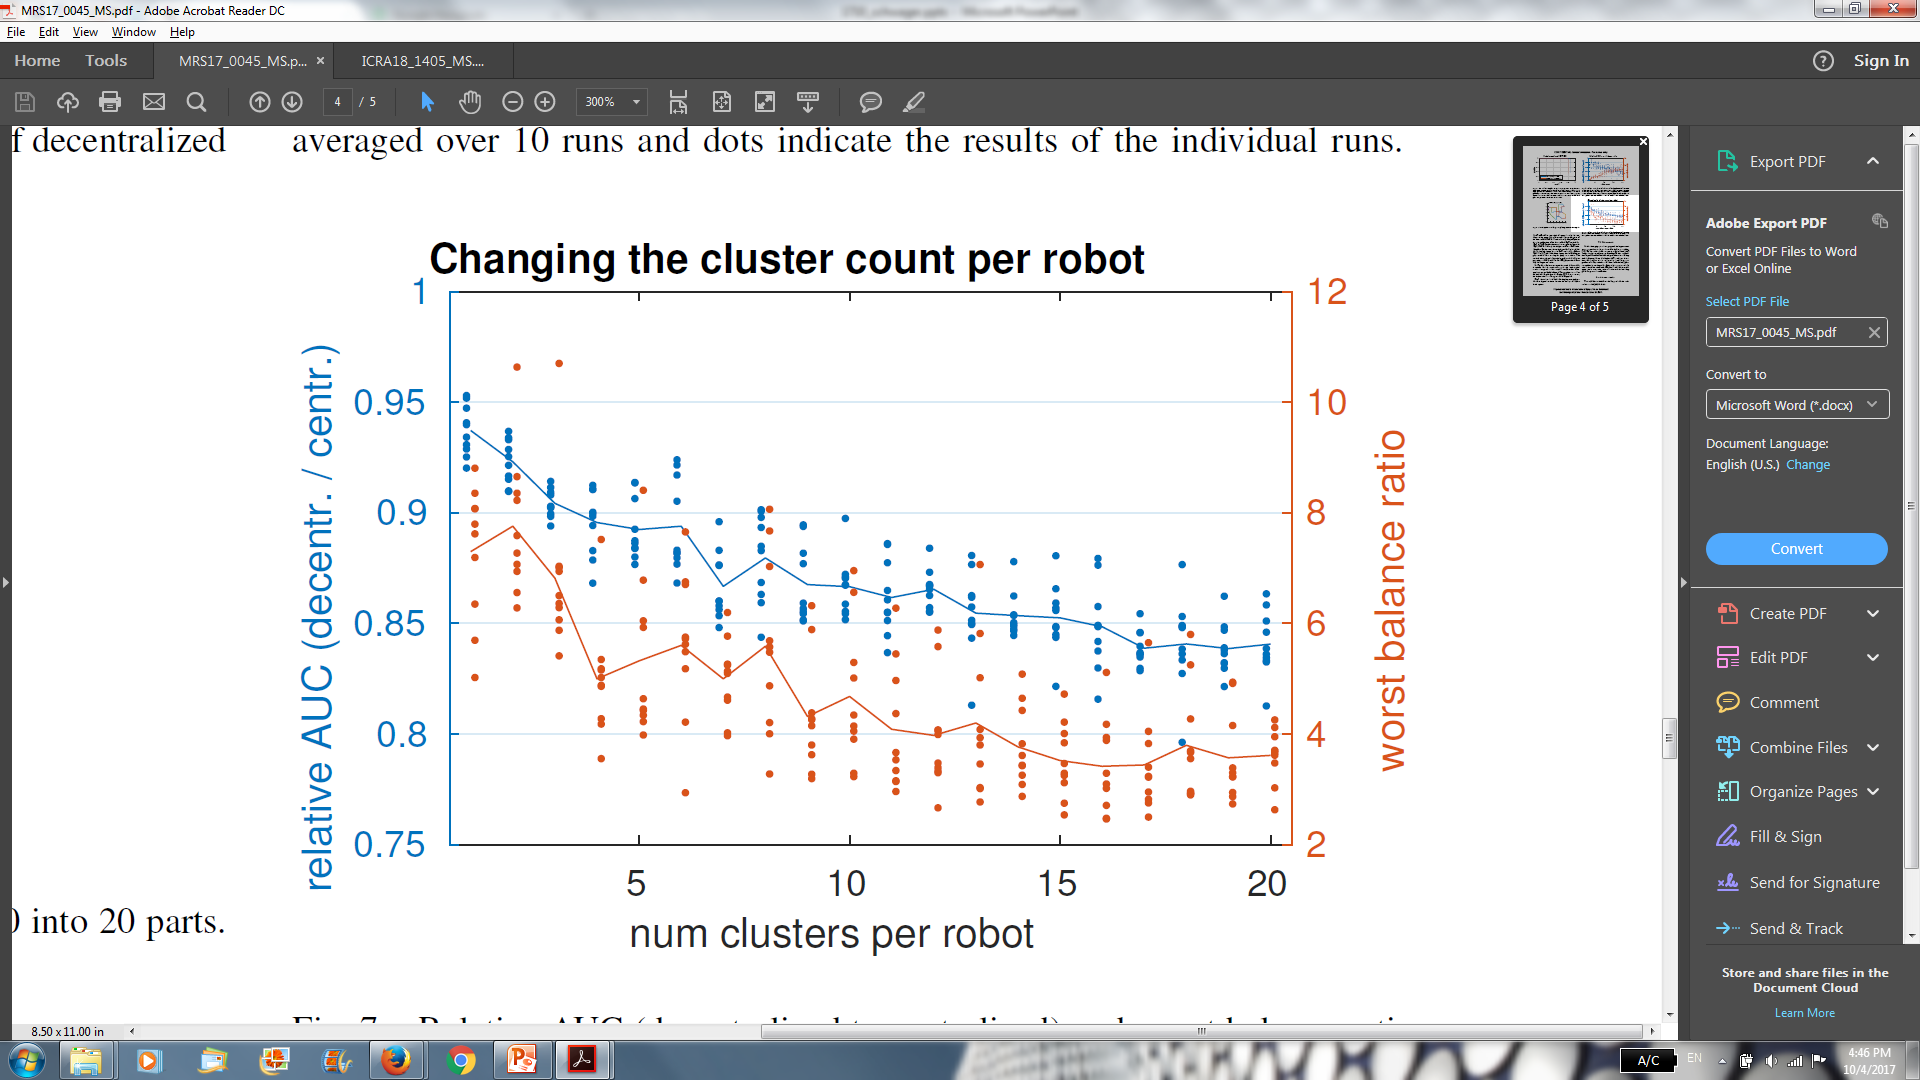 MRS17_0045_MS.pdf - Adobe Acrobat Reader DC
File Edit View Window Help
Home Tools MRS17_0045_MS.p... × ICRA18_1405_MS.... Sign In
4 / 5 300%
f decentralized
averaged over 10 runs and dots indicate the results of the individual runs.
Changing the cluster count per robot
1
0.95
0.9
0.85
0.8
0.75
relative AUC (decentr. / centr.)
12
10
8
6
4
2
worst balance ratio
5 10 15 20
num clusters per robot
0 into 20 parts.
8.50 x 11.00 in
Page 4 of 5
Export PDF
Adobe Export PDF
Convert PDF Files to Word
or Excel Online
Select PDF File
MRS17_0045_MS.pdf
Convert to
Microsoft Word (*.docx)
Document Language:
English (U.S.) Change
Convert
Create PDF
Edit PDF
Comment
Combine Files
Organize Pages
Fill & Sign
Send for Signature
Send & Track
Store and share files in the
Document Cloud
Learn More
A/C EN 4:46 PM
10/4/2017